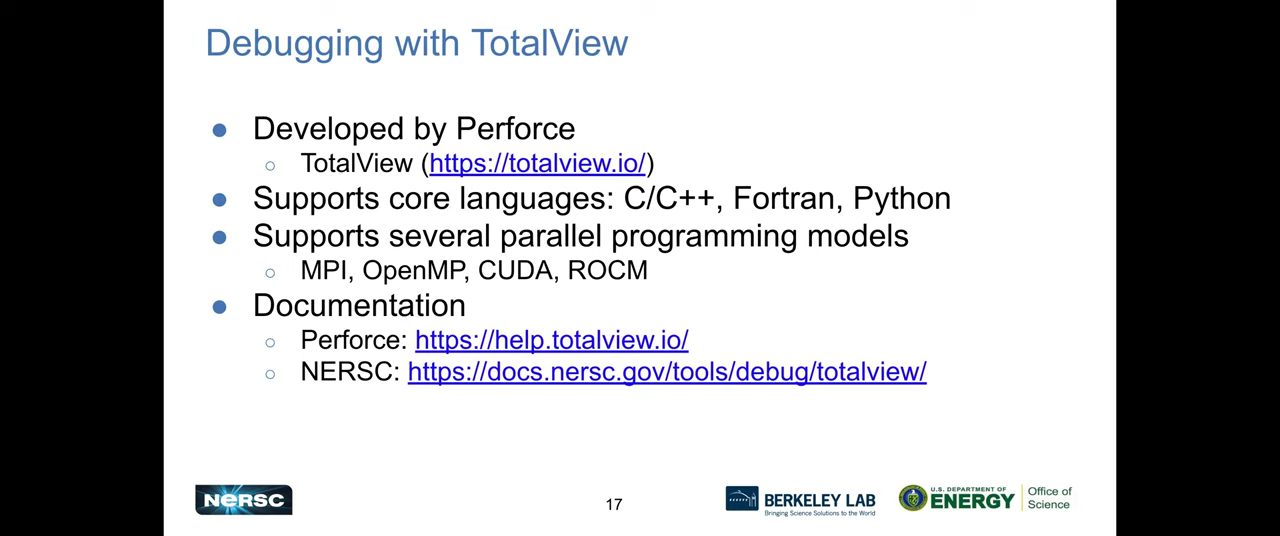 Debugging with TotalView
● Developed by Perforce
○ TotalView (https://totalview.io/)
● Supports core languages: C/C++, Fortran, Python
● Supports several parallel programming models
○ MPI, OpenMP, CUDA, ROCM
● Documentation
○ Perforce: https://help.totalview.io/
○ NERSC: https://docs.nersc.gov/tools/debug/totalview/
NERSC
17
BERKELEY LAB
Bringing Science Solutions to the World
U.S. DEPARTMENT OF
ENERGY
Office of
Science